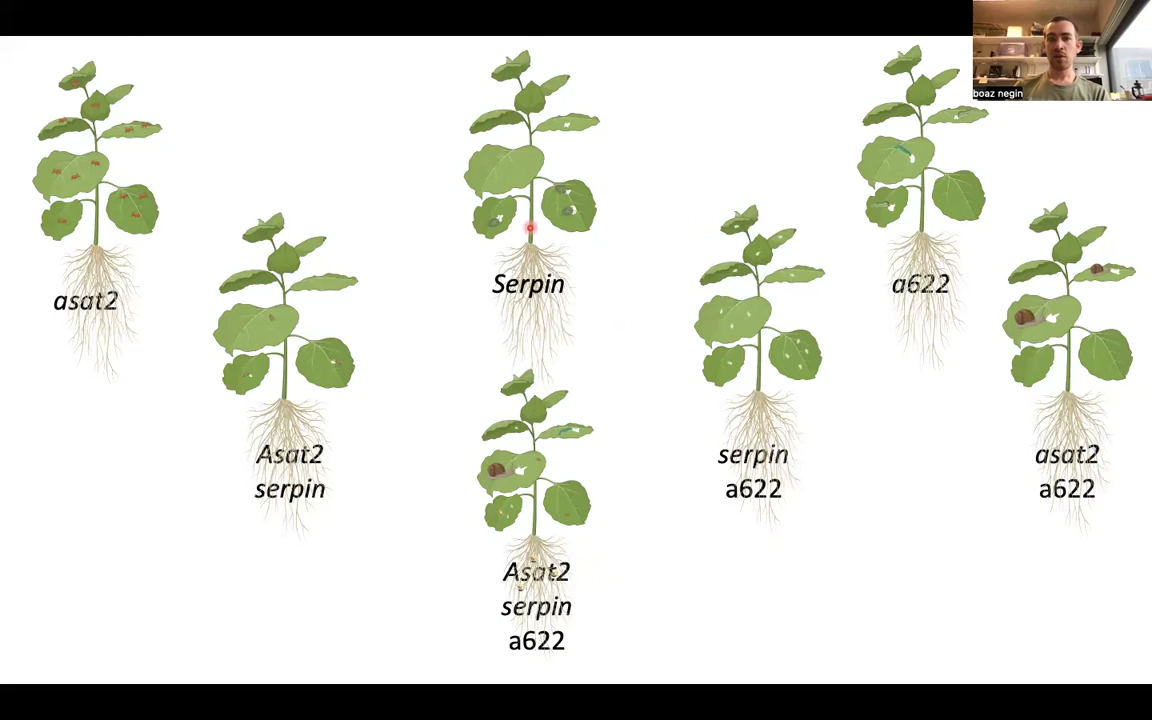 boaz negin
asat2
Asat2
serpin
Serpin
Asat2
serpin
a622
serpin
a622
a622
asat2
a622